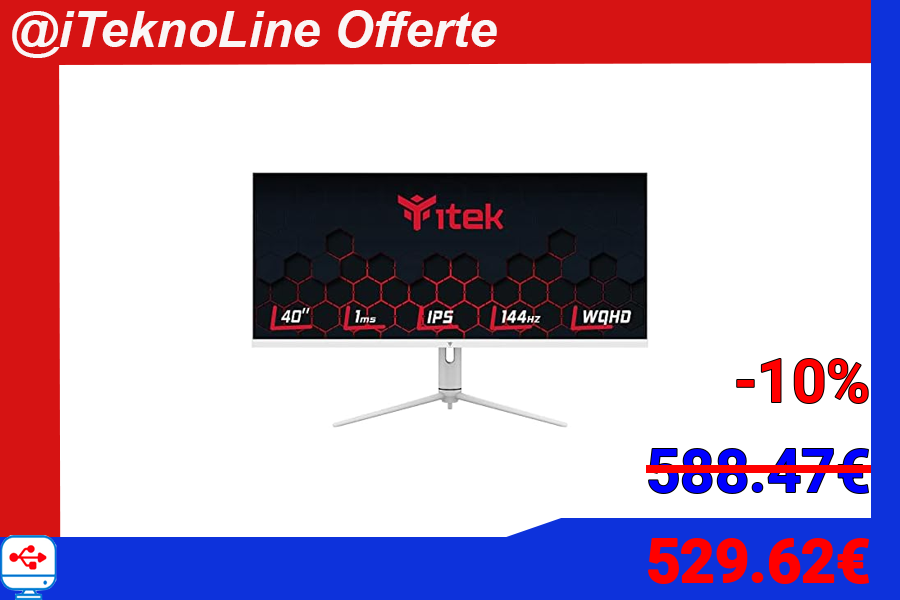 @iTeknoLine Offerte
itek
40" 1ms IPS 144HZ WQHD
-10%
588.47€
529.62€